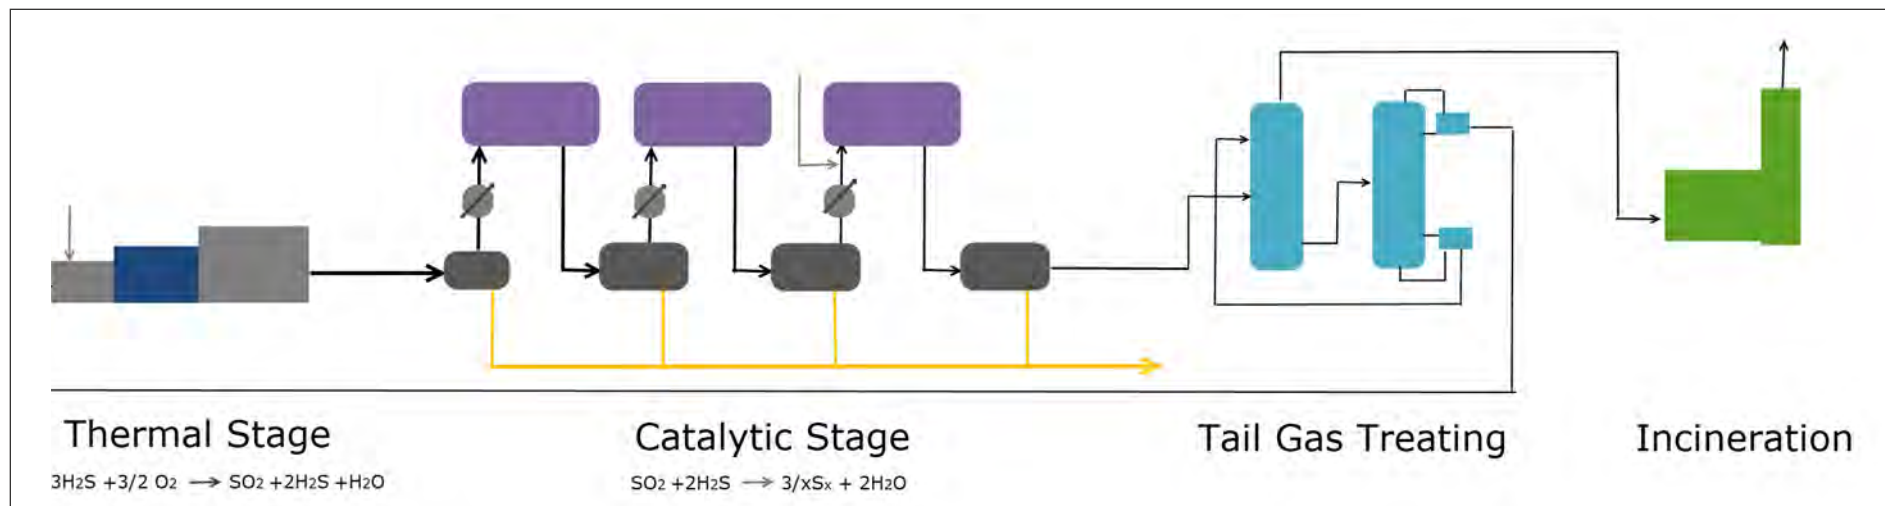 Thermal Stage
Catalytic Stage
Tail Gas Treating
Incineration
3H2S +3/2 O2 → SO2 +2H2S +H2O
SO2 +2H2S → 3/xSx + 2H2O